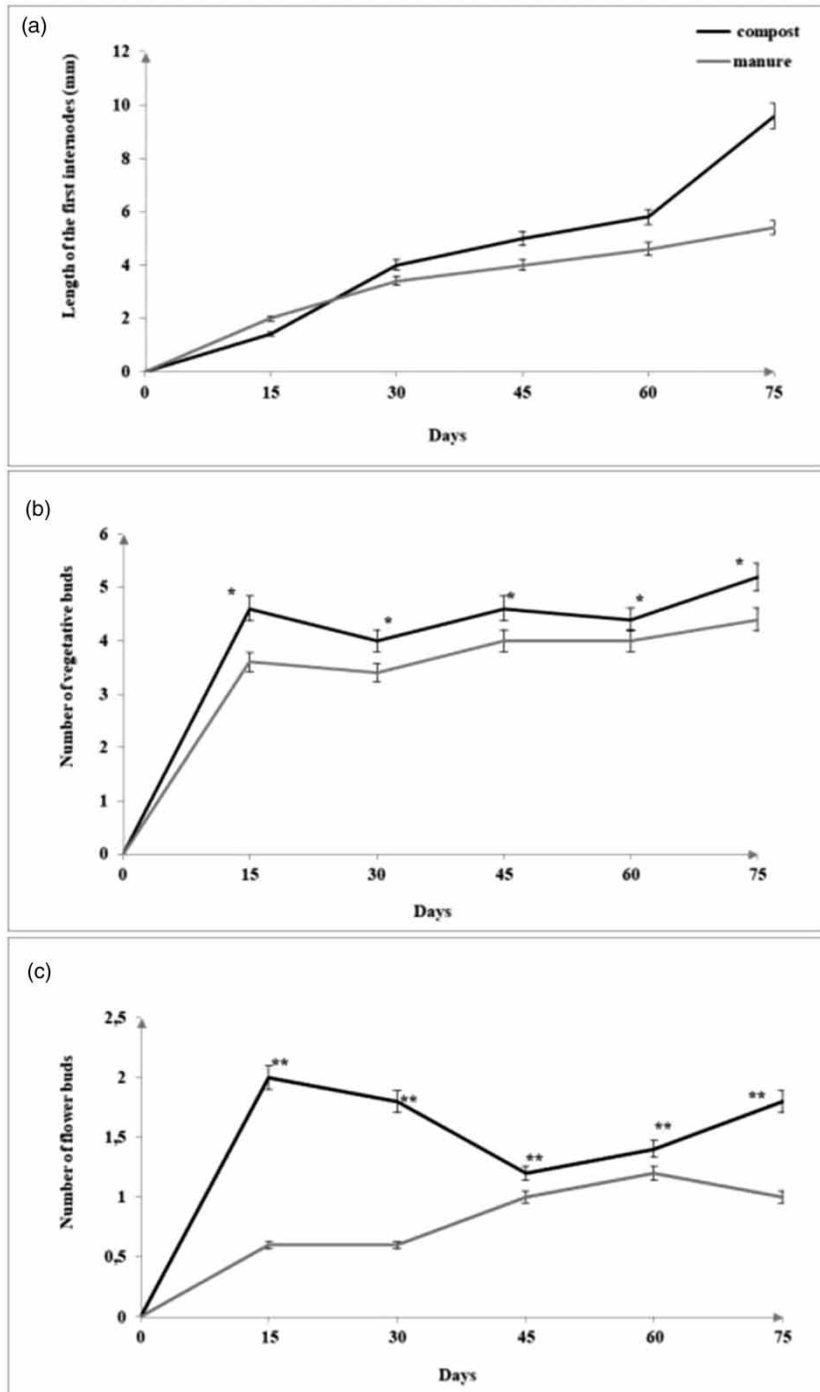 (a)
compost
manure
Length of the first internodes (mm)
12
10
8
6
4
2
0
0 15 30 45 60 75
Days
(b)
Number of vegetative buds
6
5
4
3
2
1
0
* * * * *
0 15 30 45 60 75
Days
(c)
Number of flower buds
2,5
2
1,5
1
0,5
0
** ** ** ** **
0 15 30 45 60 75
Days